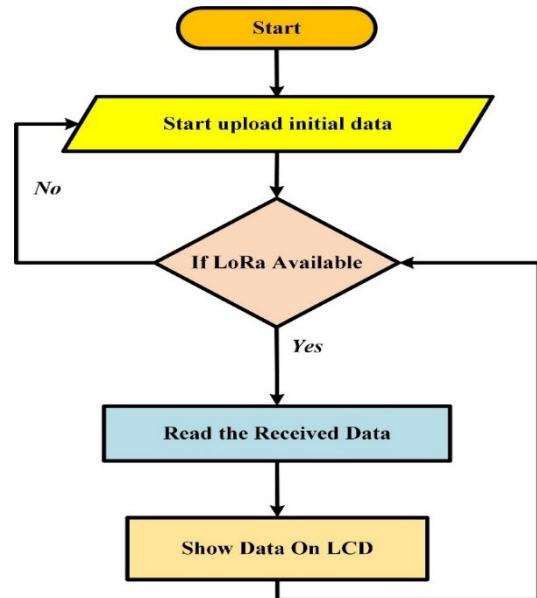 Start
Start upload initial data
No
If LoRa Available
Yes
Read the Received Data
Show Data On LCD